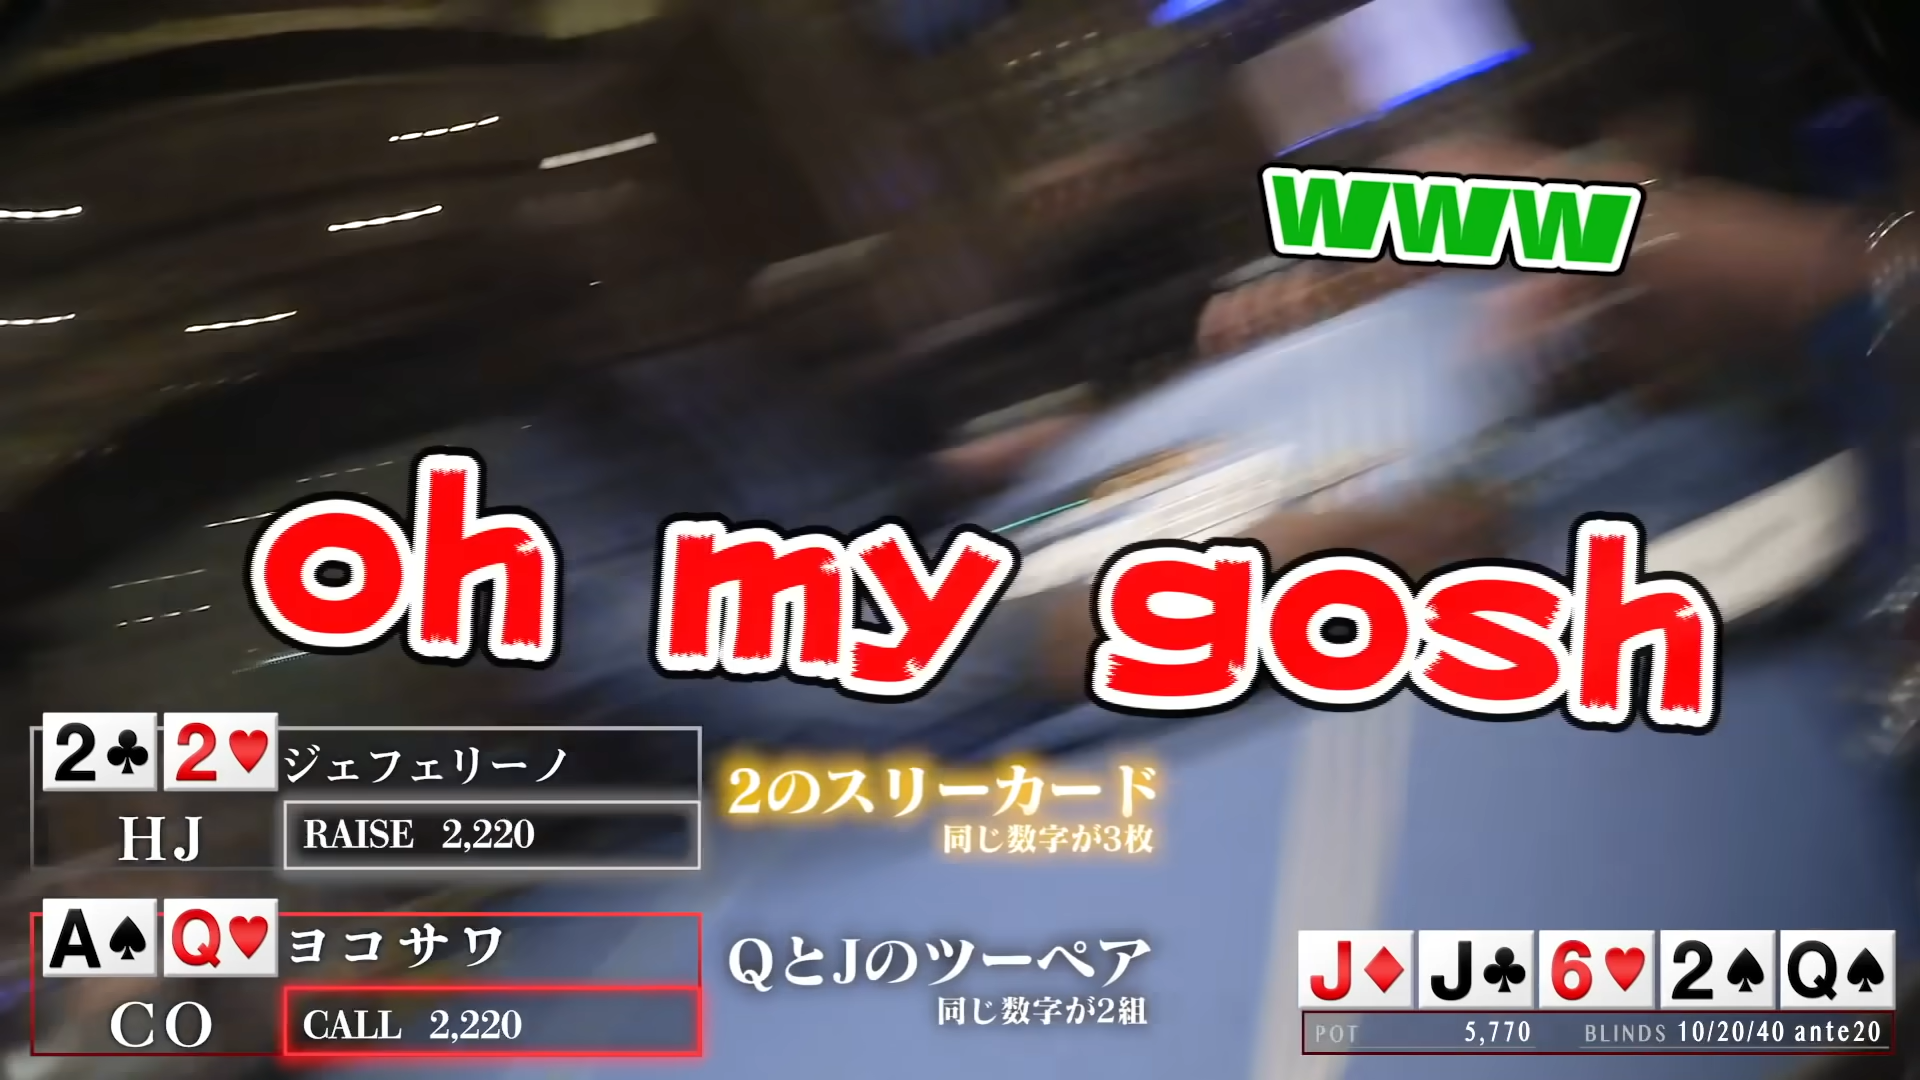 www
oh my gosh
2♣ 2♥ ジェフェリーノ
HJ RAISE 2,220
2のスリーカード
同じ数字が3枚
A♠ Q♥ ヨコサワ
CO CALL 2,220
QとJのツーペア
同じ数字が2組
J♦ J♣ 6♥ 2♠ Q♠
POT 5,770 BLINDS 10/20/40 ante20